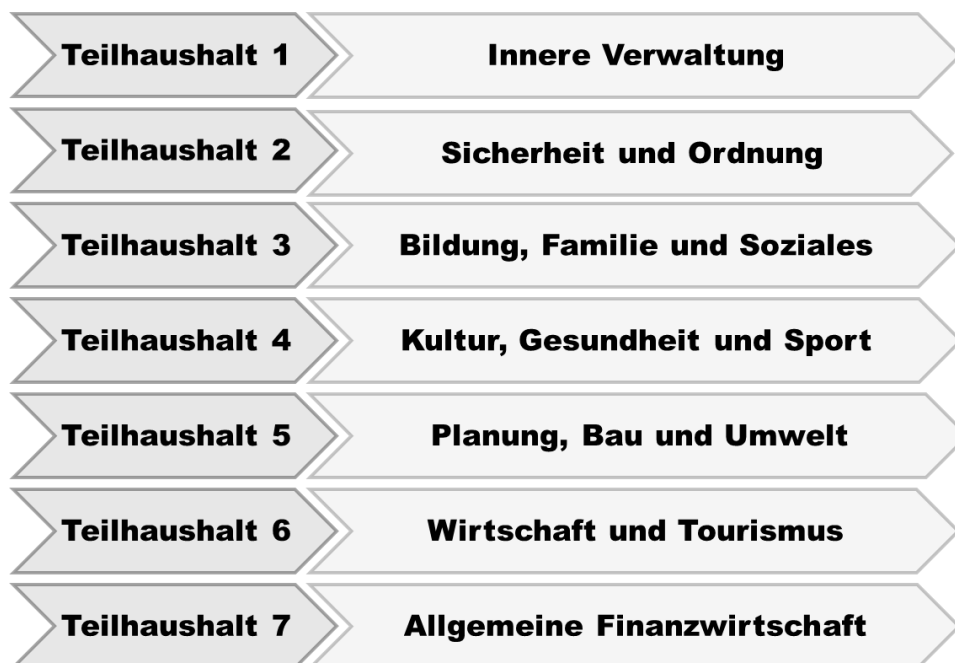 Teilhaushalt 1 Innere Verwaltung
Teilhaushalt 2 Sicherheit und Ordnung
Teilhaushalt 3 Bildung, Familie und Soziales
Teilhaushalt 4 Kultur, Gesundheit und Sport
Teilhaushalt 5 Planung, Bau und Umwelt
Teilhaushalt 6 Wirtschaft und Tourismus
Teilhaushalt 7 Allgemeine Finanzwirtschaft